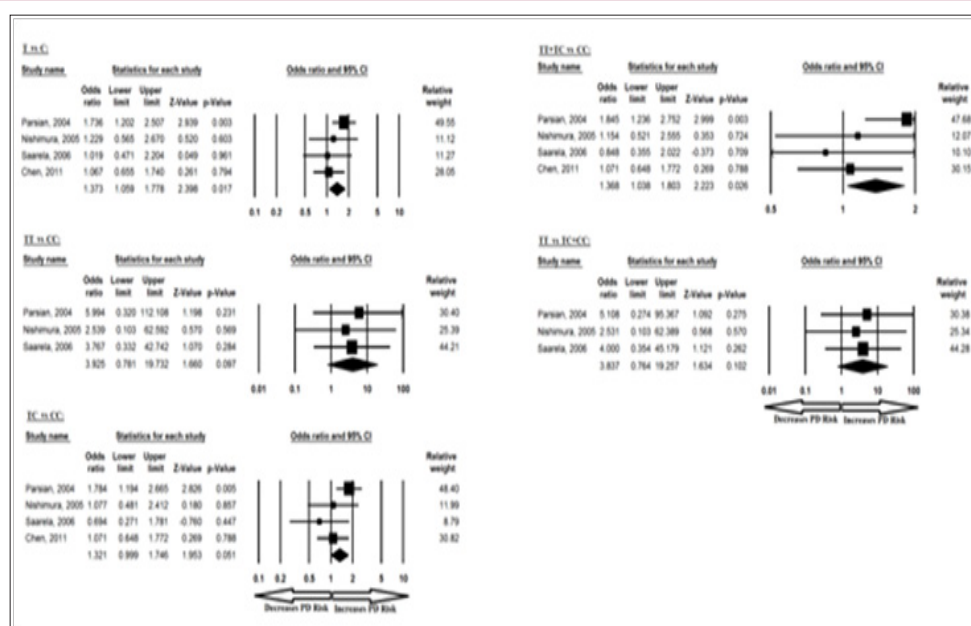 T vs C:
Study name Statistics for each study Odds ratio and 95% CI
Odds Lower Upper Relative
ratio limit limit Z-Value p-Value weight
Parsian, 2004 1.736 1.202 2.507 2.939 0.003 49.55
Nishimura, 2005 1.229 0.565 2.670 0.520 0.603 11.12
Saarela, 2006 1.019 0.471 2.204 0.049 0.961 11.27
Chen, 2011 1.067 0.655 1.740 0.261 0.794 28.05
1.373 1.059 1.778 2.398 0.017
0.1 0.2 0.5 1 2 5 10
TT vs CC:
Study name Statistics for each study Odds ratio and 95% CI
Odds Lower Upper Relative
ratio limit limit Z-Value p-Value weight
Parsian, 2004 5.994 0.320 112.108 1.198 0.231 30.40
Nishimura, 2005 2.539 0.103 62.592 0.570 0.569 25.39
Saarela, 2006 3.767 0.332 42.742 1.070 0.284 44.21
3.925 0.781 19.732 1.660 0.097
0.01 0.1 1 10 100
TC vs CC:
Study name Statistics for each study Odds ratio and 95% CI
Odds Lower Upper Relative
ratio limit limit Z-Value p-Value weight
Parsian, 2004 1.784 1.194 2.665 2.826 0.005 48.40
Nishimura, 2005 1.077 0.481 2.412 0.180 0.857 11.99
Saarela, 2006 0.694 0.271 1.781 -0.760 0.447 8.79
Chen, 2011 1.071 0.648 1.772 0.269 0.788 30.82
1.321 0.999 1.746 1.953 0.051
0.1 0.2 0.5 1 2 5 10
Decreases PD Risk Increases PD Risk
TT+TC vs CC:
Study name Statistics for each study Odds ratio and 95% CI
Odds Lower Upper Relative
ratio limit limit Z-Value p-Value weight
Parsian, 2004 1.845 1.236 2.752 2.999 0.003 47.68
Nishimura, 2005 1.154 0.521 2.555 0.353 0.724 12.07
Saarela, 2006 0.848 0.355 2.022 -0.373 0.709 10.10
Chen, 2011 1.071 0.648 1.772 0.269 0.788 30.15
1.368 1.038 1.803 2.223 0.026
0.5 1 2
TT vs TC+CC:
Study name Statistics for each study Odds ratio and 95% CI
Odds Lower Upper Relative
ratio limit limit Z-Value p-Value weight
Parsian, 2004 5.108 0.274 95.367 1.092 0.275 30.38
Nishimura, 2005 2.531 0.103 62.389 0.568 0.570 25.34
Saarela, 2006 4.000 0.354 45.179 1.121 0.262 44.28
3.837 0.764 19.257 1.634 0.102
0.01 0.1 1 10 100
Decreases PD Risk Increases PD Risk